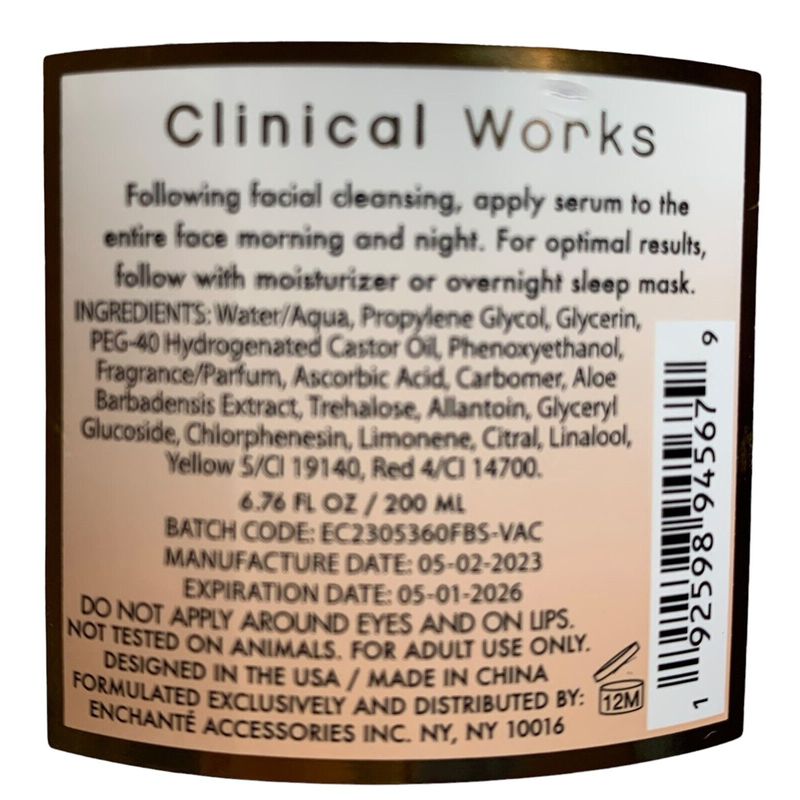 Clinical Works
Following facial cleansing, apply serum to the
entire face morning and night. For optimal results,
follow with moisturizer or overnight sleep mask.
INGREDIENTS: Water/Aqua, Propylene Glycol, Glycerin,
PEG-40 Hydrogenated Castor Oil, Phenoxyethanol,
Fragrance/Parfum, Ascorbic Acid, Carbomer, Aloe
Barbadensis Extract, Trehalose, Allantoin, Glyceryl
Glucoside, Chlorphenesin, Limonene, Citral, Linalool,
Yellow 5/CI 19140, Red 4/CI 14700.
6.76 FL OZ / 200 ML
BATCH CODE: EC2305360FBS-VAC
MANUFACTURE DATE: 05-02-2023
EXPIRATION DATE: 05-01-2026
DO NOT APPLY AROUND EYES AND ON LIPS.
NOT TESTED ON ANIMALS. FOR ADULT USE ONLY.
DESIGNED IN THE USA / MADE IN CHINA
FORMULATED EXCLUSIVELY AND DISTRIBUTED BY:
ENCHANTÉ ACCESSORIES INC. NY, NY 10016
12M
1 92598 94567 9